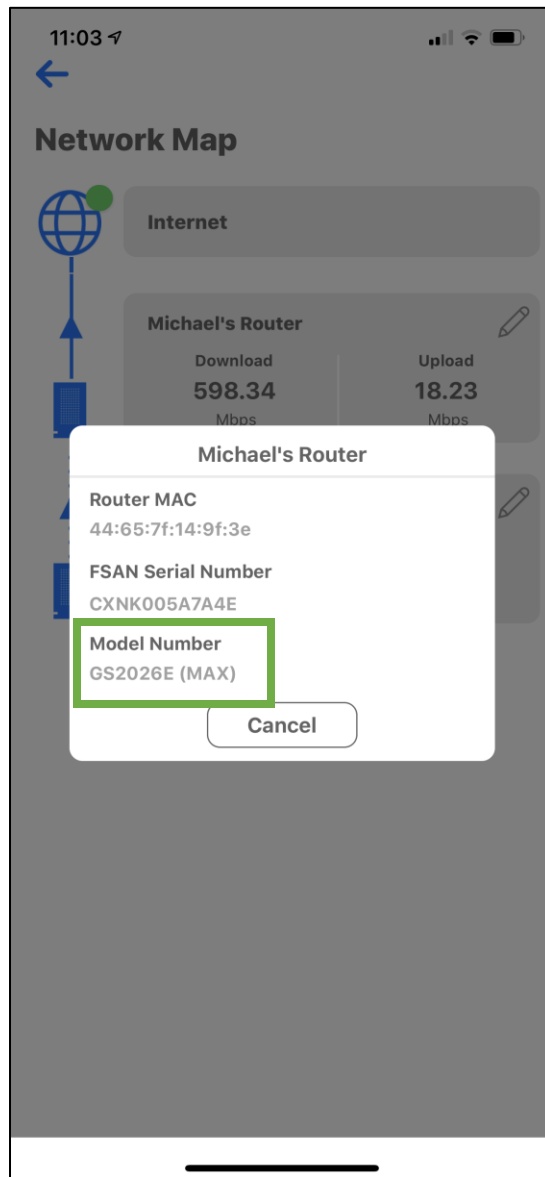 11:03
Network Map
Internet
Michael's Router
Download Upload
598.34 18.23
Mbps Mbps
Michael's Router
Router MAC
44:65:7f:14:9f:3e
FSAN Serial Number
CXNK005A7A4E
Model Number
GS2026E (MAX)
Cancel